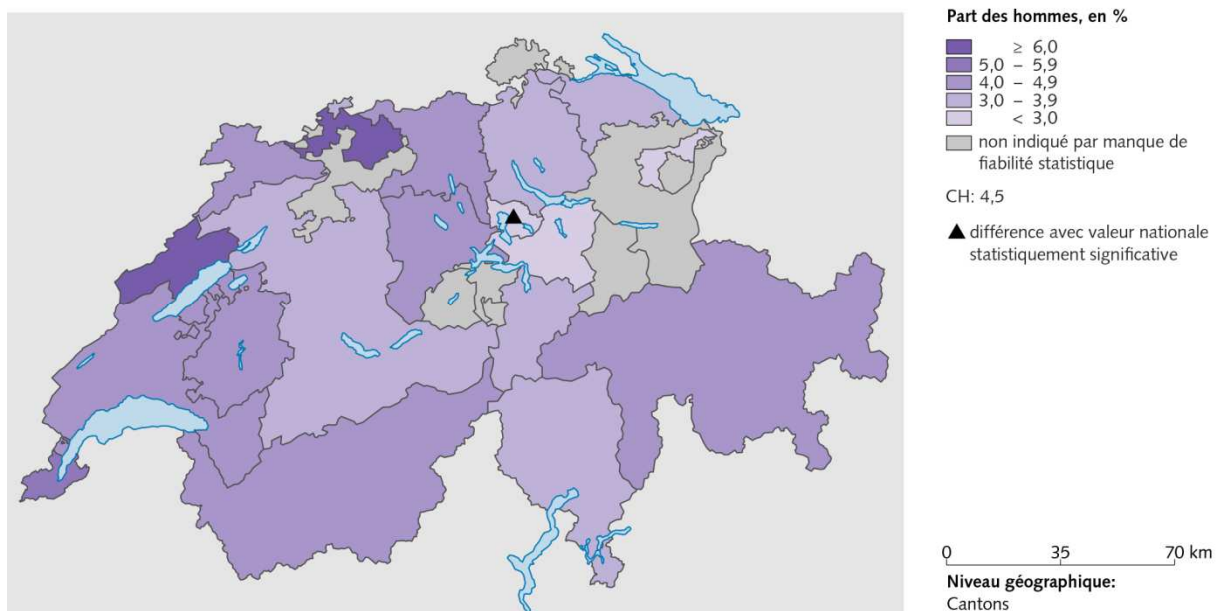 Part des hommes, en %
≥ 6,0
5,0 – 5,9
4,0 – 4,9
3,0 – 3,9
< 3,0
non indiqué par manque de
fiabilité statistique
CH: 4,5
▲ différence avec valeur nationale
statistiquement significative
0 35 70 km
Niveau géographique:
Cantons